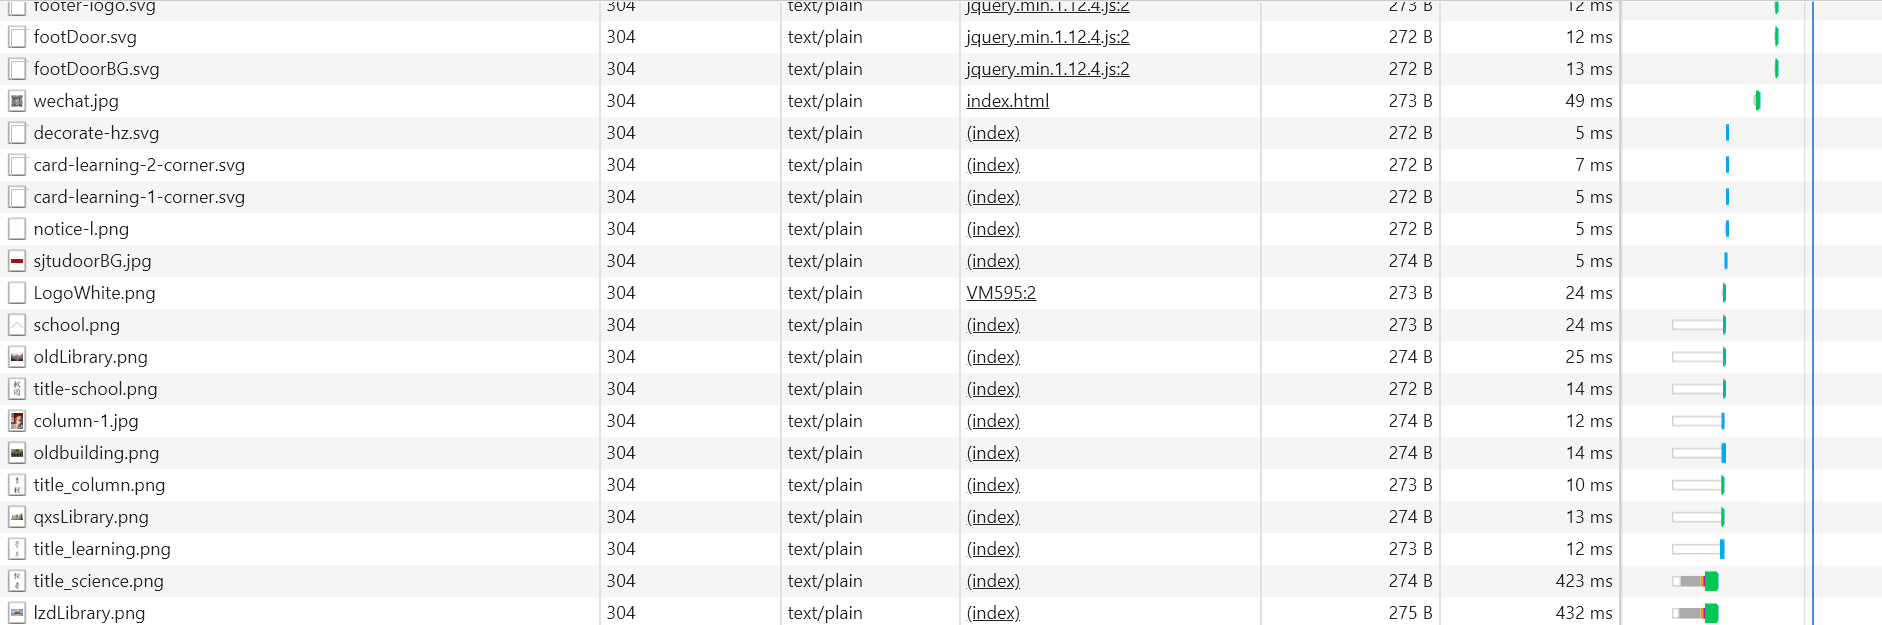 footer-logo.svg 304 text/plain jquery.min.1.12.4.js:2 273 B 12 ms
footDoor.svg 304 text/plain jquery.min.1.12.4.js:2 272 B 12 ms
footDoorBG.svg 304 text/plain jquery.min.1.12.4.js:2 272 B 13 ms
wechat.jpg 304 text/plain index.html 273 B 49 ms
decorate-hz.svg 304 text/plain (index) 272 B 5 ms
card-learning-2-corner.svg 304 text/plain (index) 272 B 7 ms
card-learning-1-corner.svg 304 text/plain (index) 272 B 5 ms
notice-l.png 304 text/plain (index) 272 B 5 ms
sjtudoorBG.jpg 304 text/plain (index) 274 B 5 ms
LogoWhite.png 304 text/plain VM595:2 273 B 24 ms
school.png 304 text/plain (index) 273 B 24 ms
oldLibrary.png 304 text/plain (index) 274 B 25 ms
title-school.png 304 text/plain (index) 272 B 14 ms
column-1.jpg 304 text/plain (index) 274 B 12 ms
oldbuilding.png 304 text/plain (index) 274 B 14 ms
title_column.png 304 text/plain (index) 273 B 10 ms
qxsLibrary.png 304 text/plain (index) 274 B 13 ms
title_learning.png 304 text/plain (index) 273 B 12 ms
title_science.png 304 text/plain (index) 274 B 423 ms
lzdLibrary.png 304 text/plain (index) 275 B 432 ms